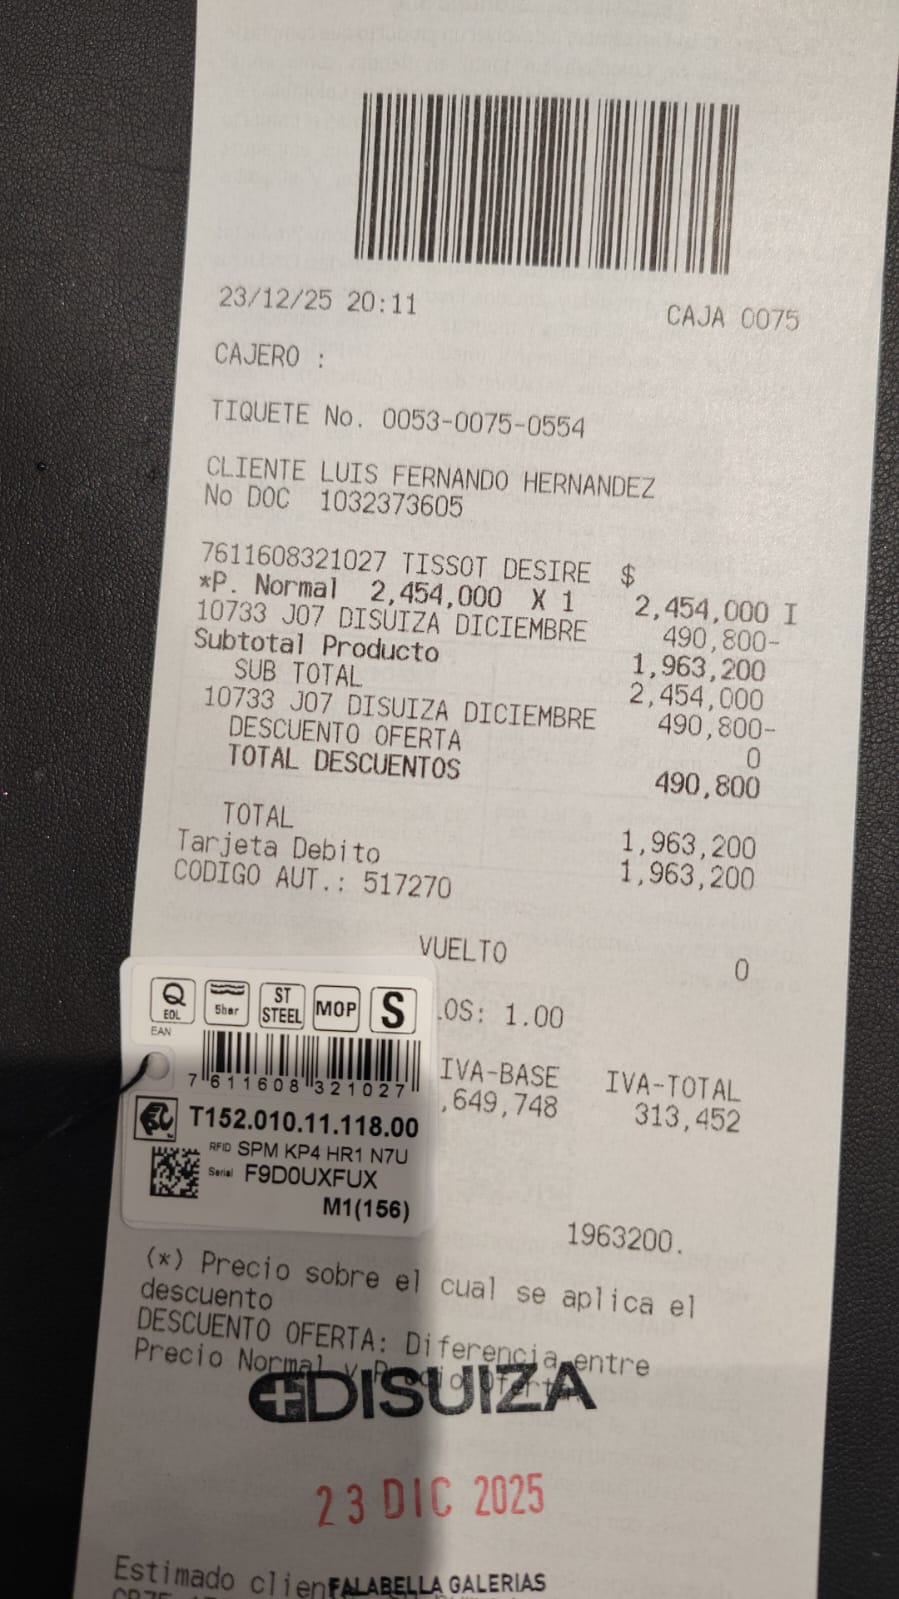 23/12/25 20:11 CAJA 0075
CAJERO :
TIQUETE No. 0053-0075-0554
CLIENTE LUIS FERNANDO HERNANDEZ
No DOC 1032373605
7611608321027 TISSOT DESIRE $
*P. Normal 2,454,000 X 1 2,454,000 I
10733 J07 DISUIZA DICIEMBRE 490,800-
Subtotal Producto 1,963,200
SUB TOTAL 2,454,000
10733 J07 DISUIZA DICIEMBRE 490,800-
DESCUENTO OFERTA 0
TOTAL DESCUENTOS 490,800
TOTAL 1,963,200
Tarjeta Debito 1,963,200
CODIGO AUT.: 517270
VUELTO 0
LOS: 1.00
IVA-BASE IVA-TOTAL
,649,748 313,452
1963200.
Q EOL 5bar ST STEEL MOP S
EAN
7 611608 321027
T152.010.11.118.00
RFID SPM KP4 HR1 N7U
Serial F9D0UXFUX
M1(156)
(*) Precio sobre el cual se aplica el
descuento
DESCUENTO OFERTA: Diferencia entre
Precio Normal y Precio Oferta
DISUIZA
23 DIC 2025
Estimado clien
FALABELLA GALERIAS